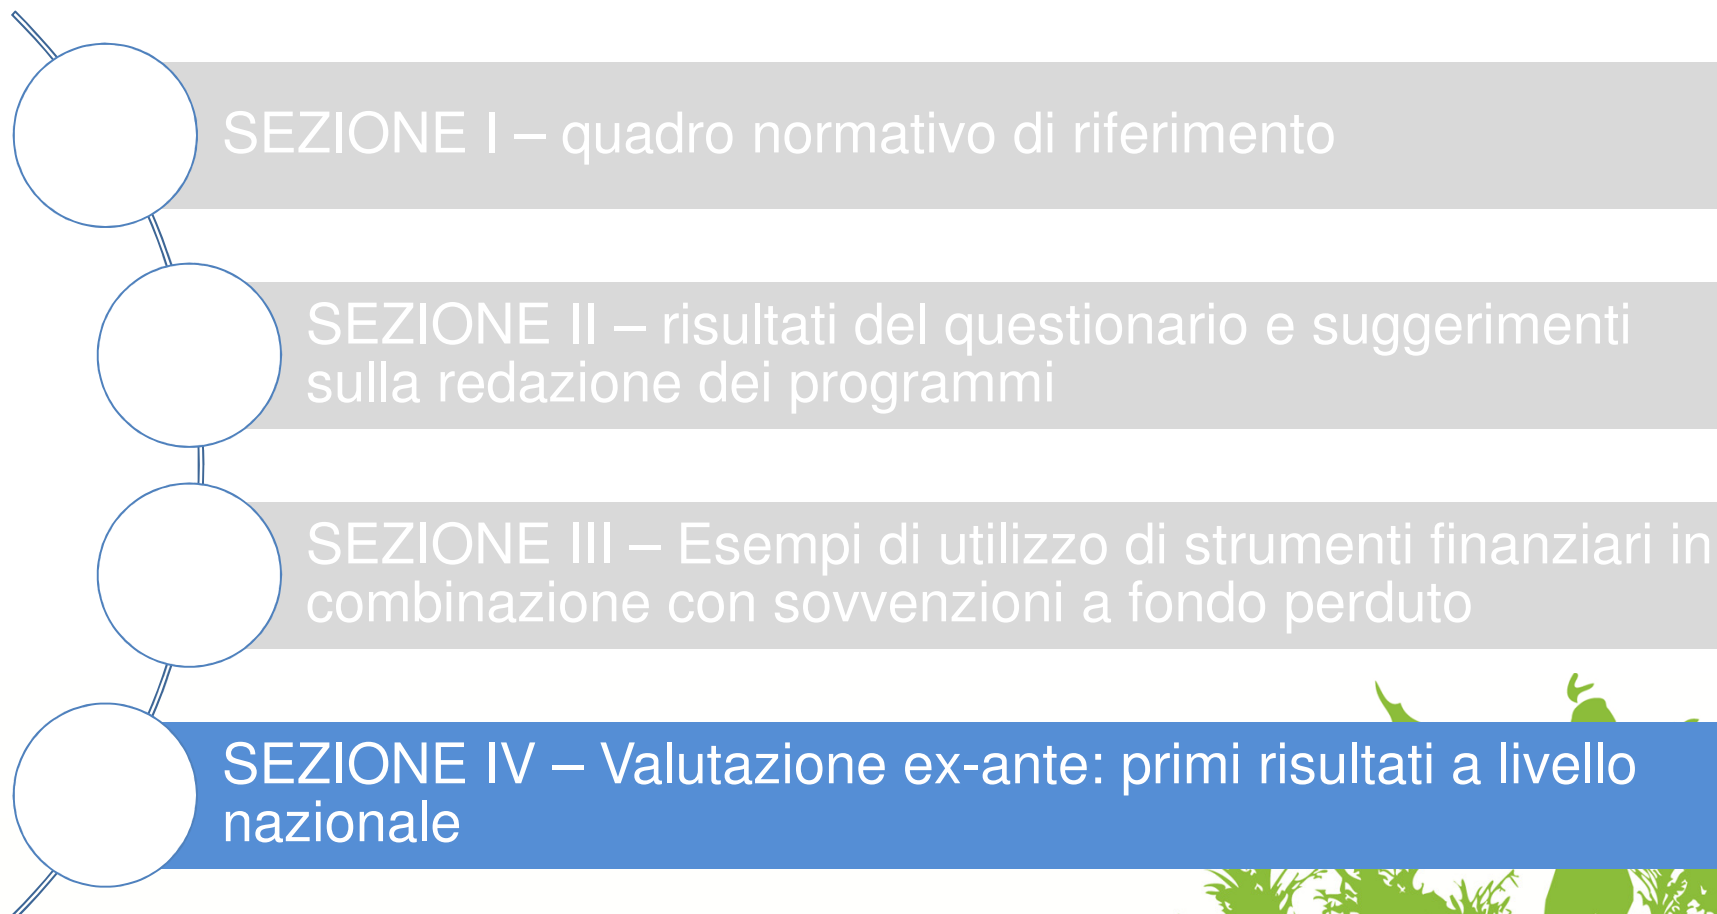 SEZIONE I – quadro normativo di riferimento
SEZIONE II – risultati del questionario e suggerimenti
sulla redazione dei programmi
SEZIONE III – Esempi di utilizzo di strumenti finanziari in
combinazione con sovvenzioni a fondo perduto
SEZIONE IV – Valutazione ex-ante: primi risultati a livello
nazionale